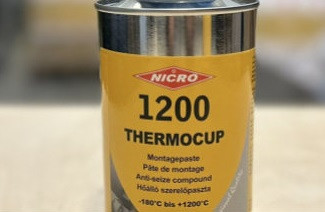 NICRO
1200
THERMOCUP
Montagepaste
Pâte de montage
Anti-seize compound
Hőálló szerelőpaszta
-180°C bis +1200°C